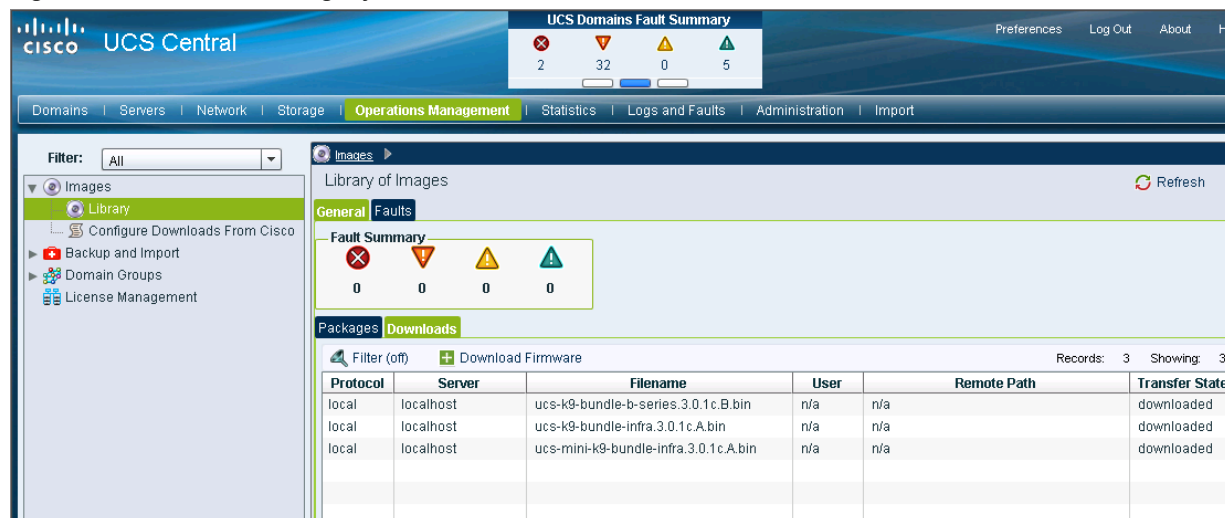 CISCO UCS Central
UCS Domains Fault Summary
2 32 0 5
Preferences Log Out About H
Domains | Servers | Network | Storage | Operations Management | Statistics | Logs and Faults | Administration | Import
Filter: All
Images
Library
Configure Downloads From Cisco
Backup and Import
Domain Groups
License Management
Images
Library of Images
Refresh
General Faults
Fault Summary
0 0 0 0
Packages Downloads
Filter (off) Download Firmware Records: 3 Showing: 3
Protocol Server Filename User Remote Path Transfer State
local localhost ucs-k9-bundle-b-series.3.0.1c.B.bin n/a n/a downloaded
local localhost ucs-k9-bundle-infra.3.0.1c.A.bin n/a n/a downloaded
local localhost ucs-mini-k9-bundle-infra.3.0.1c.A.bin n/a n/a downloaded